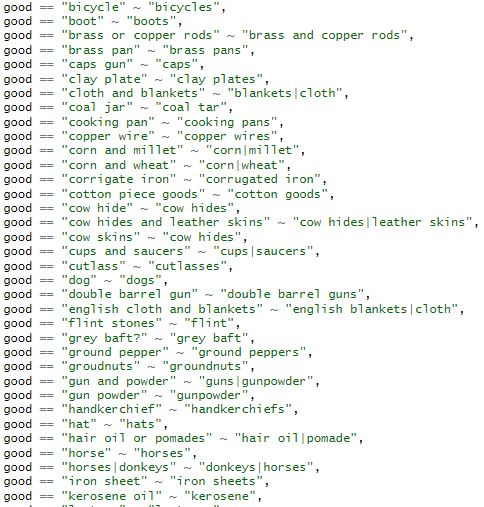 good == "bicycle" ~ "bicycles",
good == "boot" ~ "boots",
good == "brass or copper rods" ~ "brass and copper rods",
good == "brass pan" ~ "brass pans",
good == "caps gun" ~ "caps",
good == "clay plate" ~ "clay plates",
good == "cloth and blankets" ~ "blankets|cloth",
good == "coal jar" ~ "coal tar",
good == "cooking pan" ~ "cooking pans",
good == "copper wire" ~ "copper wires",
good == "corn and millet" ~ "corn|millet",
good == "corn and wheat" ~ "corn|wheat",
good == "corrigate iron" ~ "corrugated iron",
good == "cotton piece goods" ~ "cotton goods",
good == "cow hide" ~ "cow hides",
good == "cow hides and leather skins" ~ "cow hides|leather skins",
good == "cow skins" ~ "cow hides",
good == "cups and saucers" ~ "cups|saucers",
good == "cutlass" ~ "cutlasses",
good == "dog" ~ "dogs",
good == "double barrel gun" ~ "double barrel guns",
good == "english cloth and blankets" ~ "english blankets|cloth",
good == "flint stones" ~ "flint",
good == "grey baft?" ~ "grey baft",
good == "ground pepper" ~ "ground peppers",
good == "groudnuts" ~ "groundnuts",
good == "gun and powder" ~ "guns|gunpowder",
good == "gun powder" ~ "gunpowder",
good == "handkerchief" ~ "handkerchiefs",
good == "hat" ~ "hats",
good == "hair oil or pomades" ~ "hair oil|pomade",
good == "horse" ~ "horses",
good == "horses|donkeys" ~ "donkeys|horses",
good == "iron sheet" ~ "iron sheets",
good == "kerosene oil" ~ "kerosene",